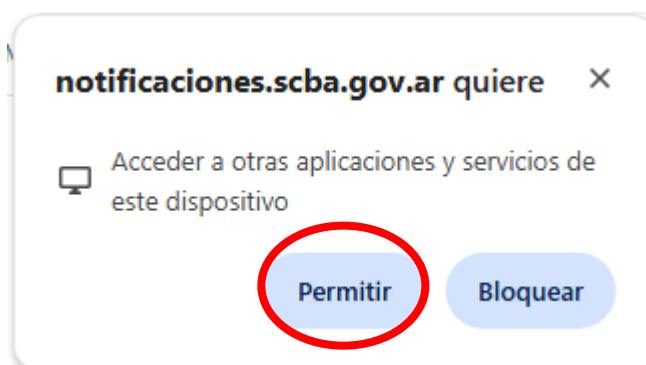 notificaciones.scba.gov.ar quiere
Acceder a otras aplicaciones y servicios de
este dispositivo
Permitir
Bloquear